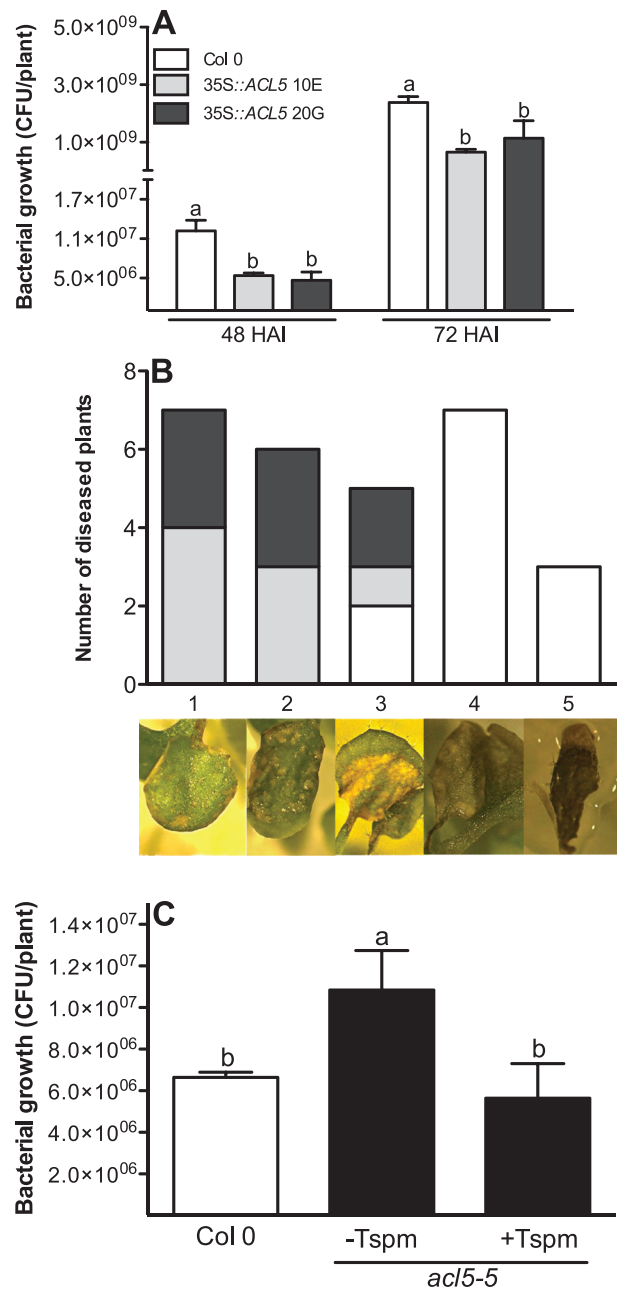 A
Bacterial growth (CFU/plant)
5.0×10⁰⁹
3.0×10⁰⁹
1.0×10⁰⁹
1.7×10⁰⁷
1.1×10⁰⁷
5.0×10⁰⁶
Col 0
35S::ACL5 10E
35S::ACL5 20G
a
b
b
a
b
b
48 HAI
72 HAI
B
Number of diseased plants
8
6
4
2
0
1 2 3 4 5
C
Bacterial growth (CFU/plant)
1.4×10⁰⁷
1.2×10⁰⁷
1.0×10⁰⁷
8.0×10⁰⁶
6.0×10⁰⁶
4.0×10⁰⁶
2.0×10⁰⁶
b
a
b
Col 0 -Tspm +Tspm
acl5-5